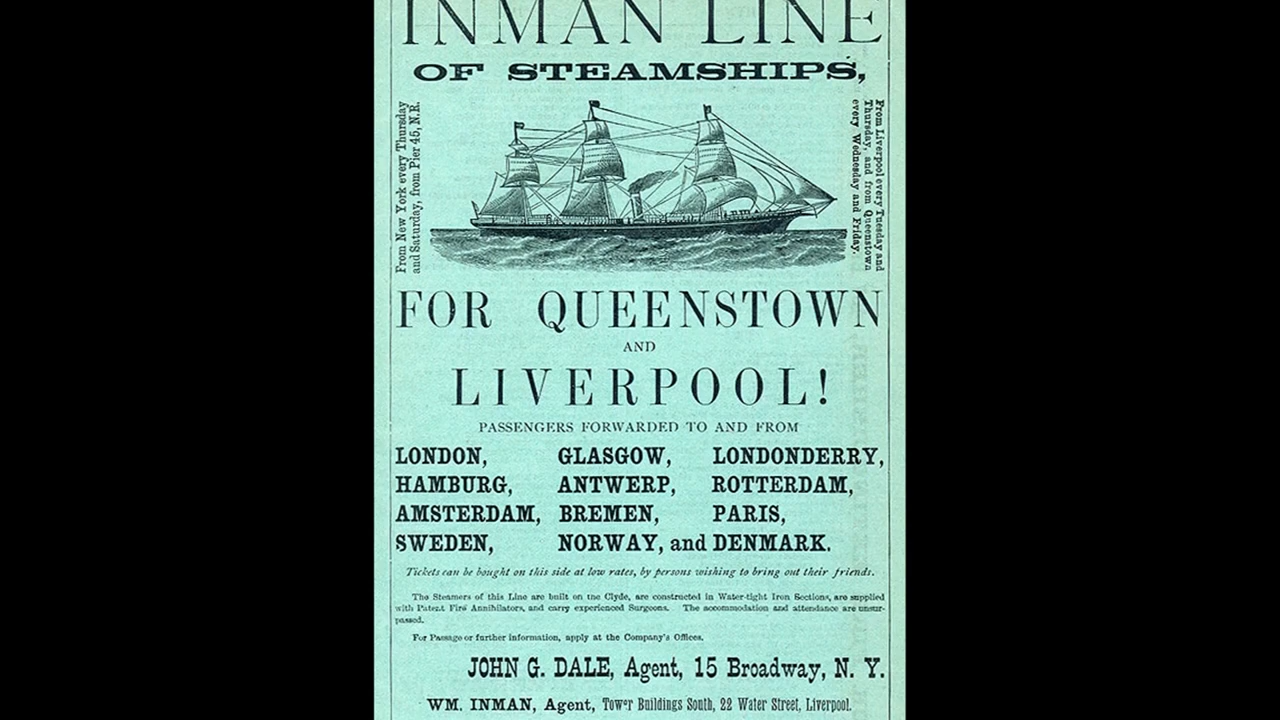 INMAN LINE
OF STEAMSHIPS,
From New York every Thursday
and Saturday, from Pier 45, N.R.
From Liverpool every Tuesday and
Thursday, and from Queenstown
every Wednesday and Friday.
FOR QUEENSTOWN
AND
LIVERPOOL!
PASSENGERS FORWARDED TO AND FROM
LONDON, GLASGOW, LONDONDERRY,
HAMBURG, ANTWERP, ROTTERDAM,
AMSTERDAM, BREMEN, PARIS,
SWEDEN, NORWAY, and DENMARK.
Tickets can be bought on this side at low rates, by persons wishing to bring out their friends.
The Steamers of this Line are built on the Clyde, are constructed in Water-tight Iron Sections, are supplied
with Patent Fire Annihilators, and carry experienced Surgeons. The accommodation and attendance are unsur-
passed.
For Passage or further information, apply at the Company's Offices.
JOHN G. DALE, Agent, 15 Broadway, N. Y.
WM. INMAN, Agent, Tower Buildings South, 22 Water Street, Liverpool.